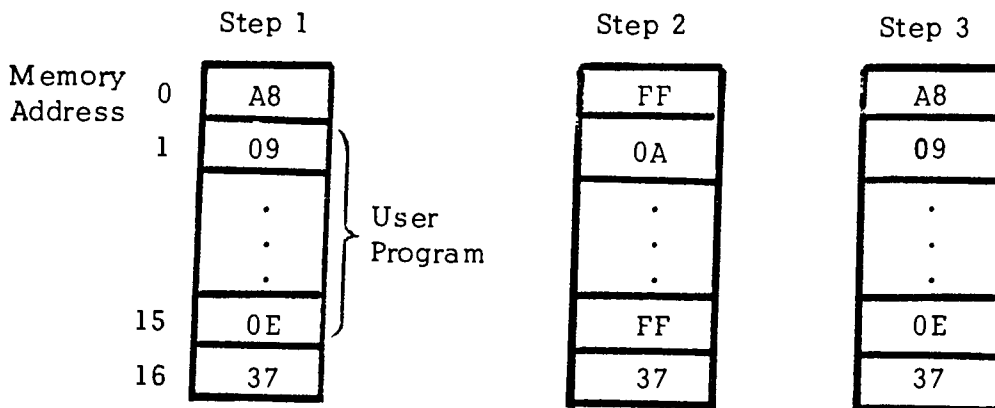 Step 1 Step 2 Step 3
Memory Address
0 A8 FF A8
1 09 0A 09
User Program
15 0E FF 0E
16 37 37 37